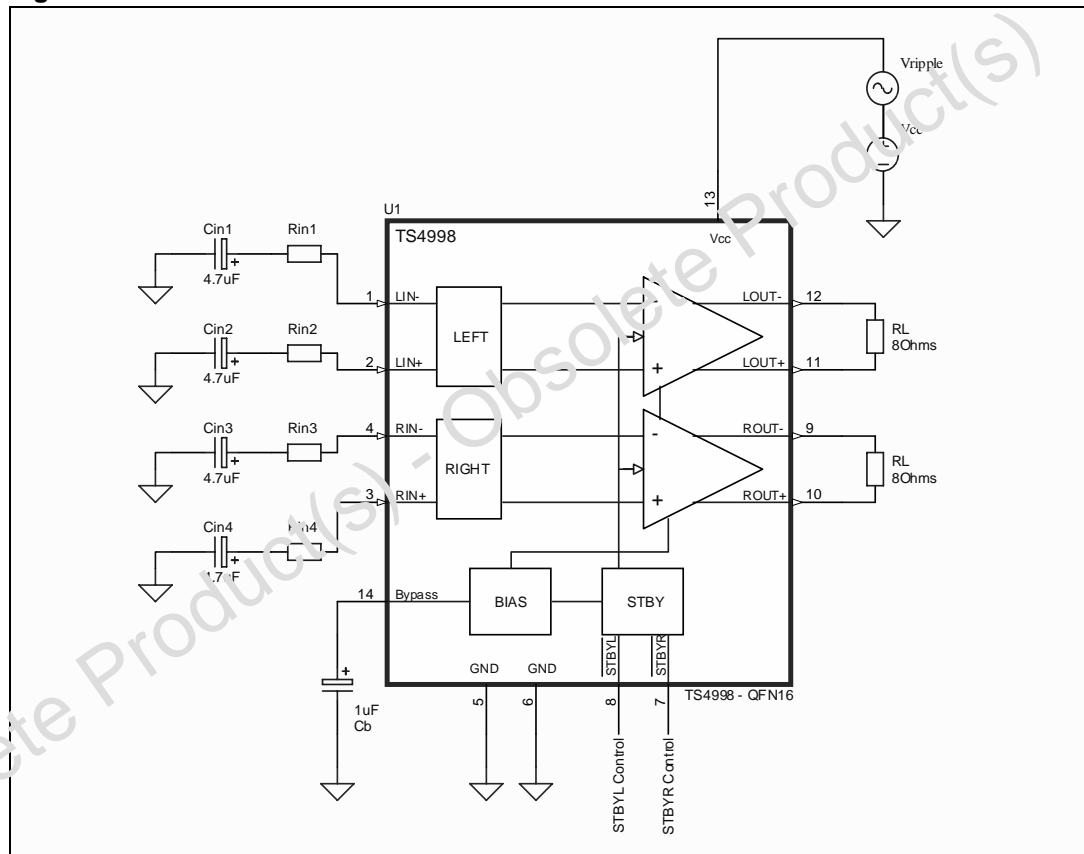 Vripple
Vcc
13
U1
TS4998
Vcc
Cin1
+
4.7uF
Rin1
1
LIN-
LEFT
-
+
LOUT-
12
RL
8Ohms
Cin2
+
4.7uF
Rin2
2
LIN+
LOUT+
11
Cin3
+
4.7uF
Rin3
4
RIN-
RIGHT
-
+
ROUT-
9
RL
8Ohms
3
RIN+
ROUT+
10
Cin4
+
4.7uF
Rin4
14
Bypass
BIAS
STBY
STBYL
STBYR
GND
GND
+
1uF
Cb
5
6
8
7
TS4998 - QFN16
STBYL Control
STBYR Control
Obsolete Product(s) - Obsolete Product(s)